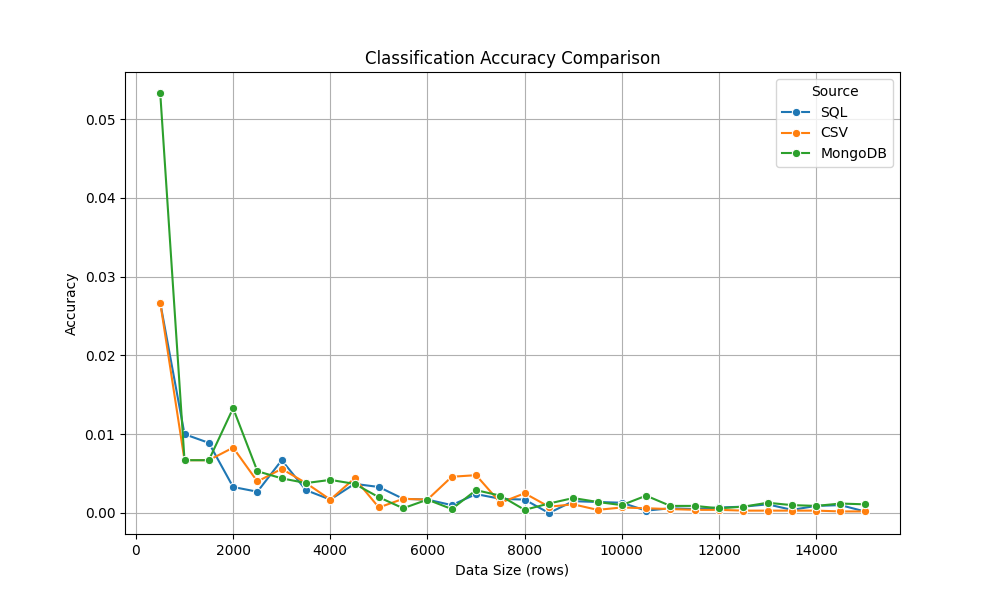 Classification Accuracy Comparison
Source
SQL
CSV
MongoDB
Accuracy
0.05
0.04
0.03
0.02
0.01
0.00
0 2000 4000 6000 8000 10000 12000 14000
Data Size (rows)